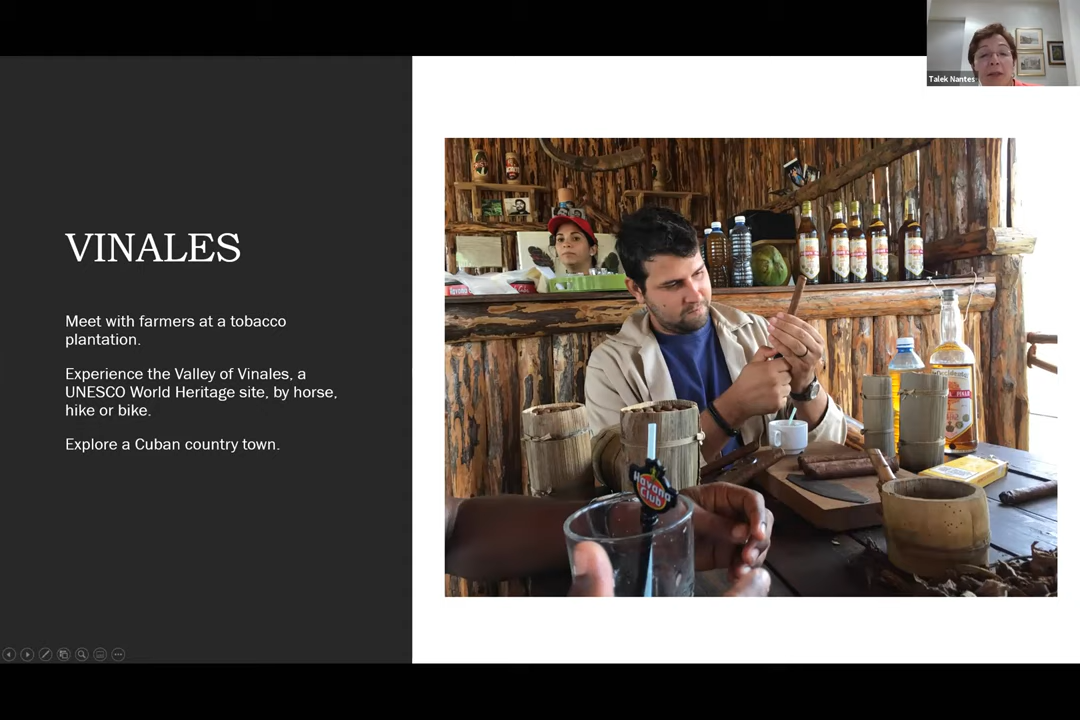 Talek Nantes
VINALES
Meet with farmers at a tobacco
plantation.
Experience the Valley of Vinales, a
UNESCO World Heritage site, by horse,
hike or bike.
Explore a Cuban country town.
Havana
Club